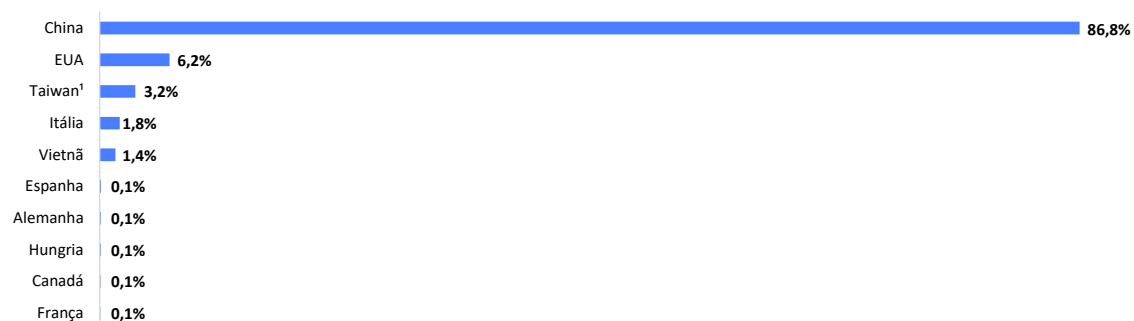 China 86,8%
EUA 6,2%
Taiwan¹ 3,2%
Itália 1,8%
Vietnã 1,4%
Espanha 0,1%
Alemanha 0,1%
Hungria 0,1%
Canadá 0,1%
França 0,1%